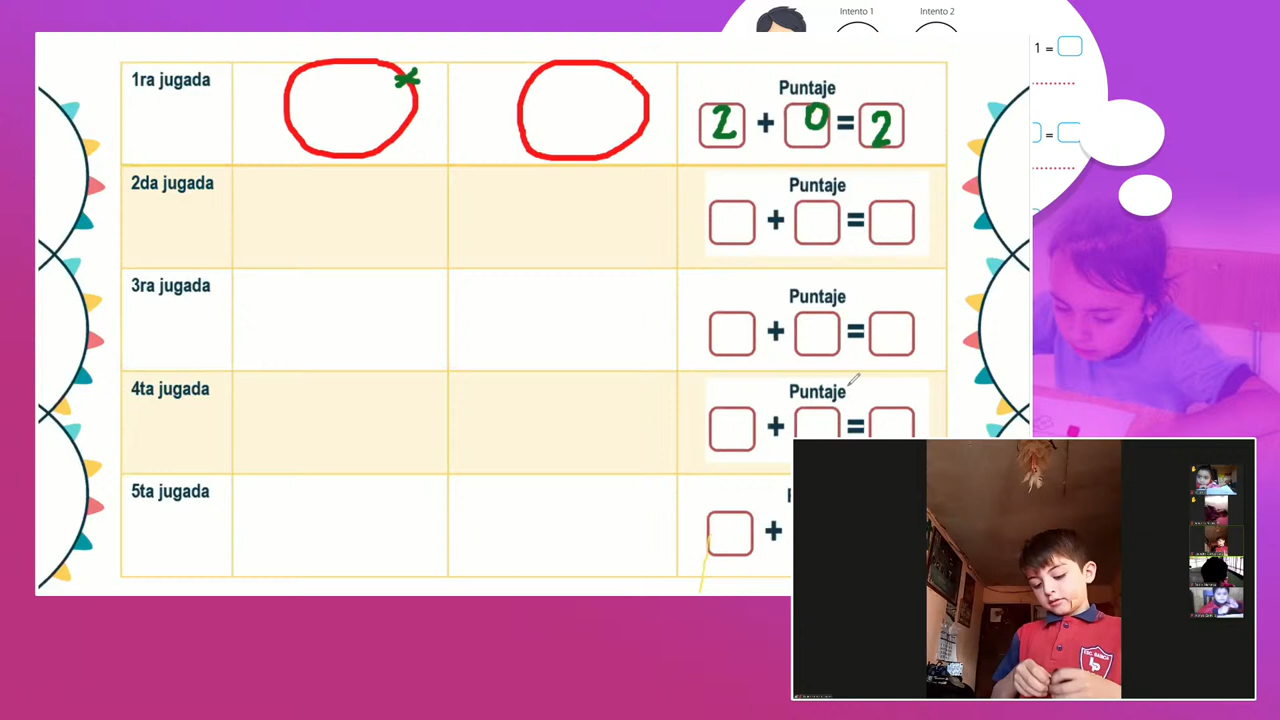 Intento 1 Intento 2
1 =
=
1ra jugada
Puntaje
2 + 0 = 2
2da jugada
Puntaje
+ =
3ra jugada
Puntaje
+ =
4ta jugada
Puntaje
+ =
5ta jugada
+